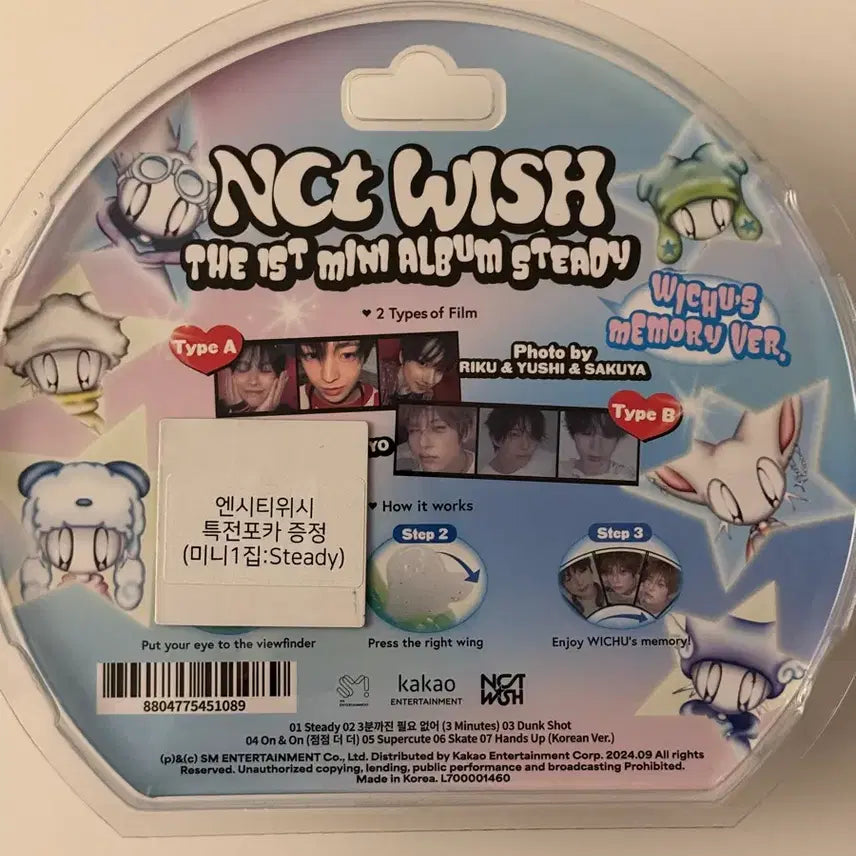 NCt WISH
THE 1ST MINI ALBUM STEADY
WICHU'S
MEMORY VER.
♥ 2 Types of Film
Type A
Photo by
RIKU & YUSHI & SAKUYA
Type B
YO
엔시티위시
특전포카 증정
(미니1집:Steady)
♥ How it works
Step 2
Step 3
Put your eye to the viewfinder
Press the right wing
Enjoy WICHU's memory!
8804775451089
SM
ENTERTAINMENT
kakao
ENTERTAINMENT
NCT
WISH
01 Steady 02 3분까진 필요 없어 (3 Minutes) 03 Dunk Shot
04 On & On (점점 더 더) 05 Supercute 06 Skate 07 Hands Up (Korean Ver.)
(p)&(c) SM ENTERTAINMENT Co., Ltd. Distributed by Kakao Entertainment Corp. 2024.09 All rights
Reserved. Unauthorized copying, lending, public performance and broadcasting Prohibited.
Made in Korea. L700001460